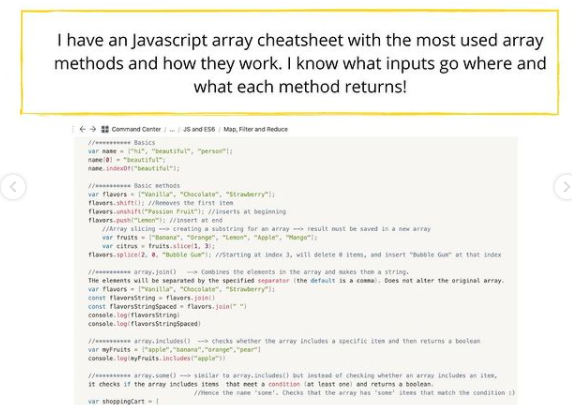 I have an Javascript array cheatsheet with the most used array
methods and how they work. I know what inputs go where and
what each method returns!
Command Center / ... / JS and ES6 / Map, Filter and Reduce
//********** Basics
var name = ["hi", "beautiful", "person"];
name[0] = "beautiful";
name.indexOf("beautiful");
//********** Basic methods
var flavors = ["Vanilla", "Chocolate", "Strawberry"];
flavors.shift(); //Removes the first item
flavors.unshift("Passion Fruit"); //inserts at beginning
flavors.push("Lemon"); //insert at end
//Array slicing --> creating a substring for an array --> result must be saved in a new array
var fruits = ["Banana", "Orange", "Lemon", "Apple", "Mango"];
var citrus = fruits.slice(1, 3);
flavors.splice(2, 0, "Bubble Gum"); //Starting at index 3, will delete 0 items, and insert "Bubble Gum" at that index
//********** array.join() --> Combines the elements in the array and makes them a string.
THe elements will be separated by the specified separator (the default is a comma). Does not alter the original array.
var flavors = ["Vanilla", "Chocolate", "Strawberry"];
const flavorsString = flavors.join()
const flavorsStringSpaced = flavors.join(" ")
console.log(flavorsString)
console.log(flavorsStringSpaced)
//********** array.includes() --> checks whether the array includes a specific item and then returns a boolean
var myFruits = ["apple","banana","orange","pear"]
console.log(myFruits.includes("apple"))
//********** array.some() --> similar to array.includes() but instead of checking whether an array includes an item,
it checks if the array includes items that meet a condition (at least one) and returns a boolean.
//Hence the name 'some'. Checks that the array has 'some' items that match the condition :)
var shoppingCart = [